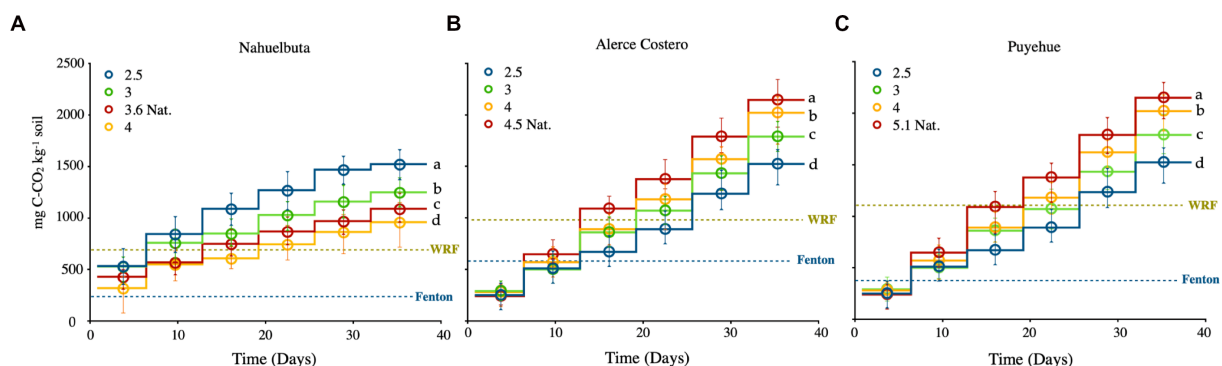 A
Nahuelbuta
2.5
3
3.6 Nat.
4
2500
2000
1500
1000
500
0
mg C-CO₂ kg⁻¹ soil
a
b
c
d
WRF
Fenton
0 10 20 30 40
Time (Days)
B
Alerce Costero
2.5
3
4
4.5 Nat.
a
b
c
d
WRF
Fenton
0 10 20 30 40
Time (Days)
C
Puyehue
2.5
3
4
5.1 Nat.
a
b
c
d
WRF
Fenton
0 10 20 30 40
Time (Days)